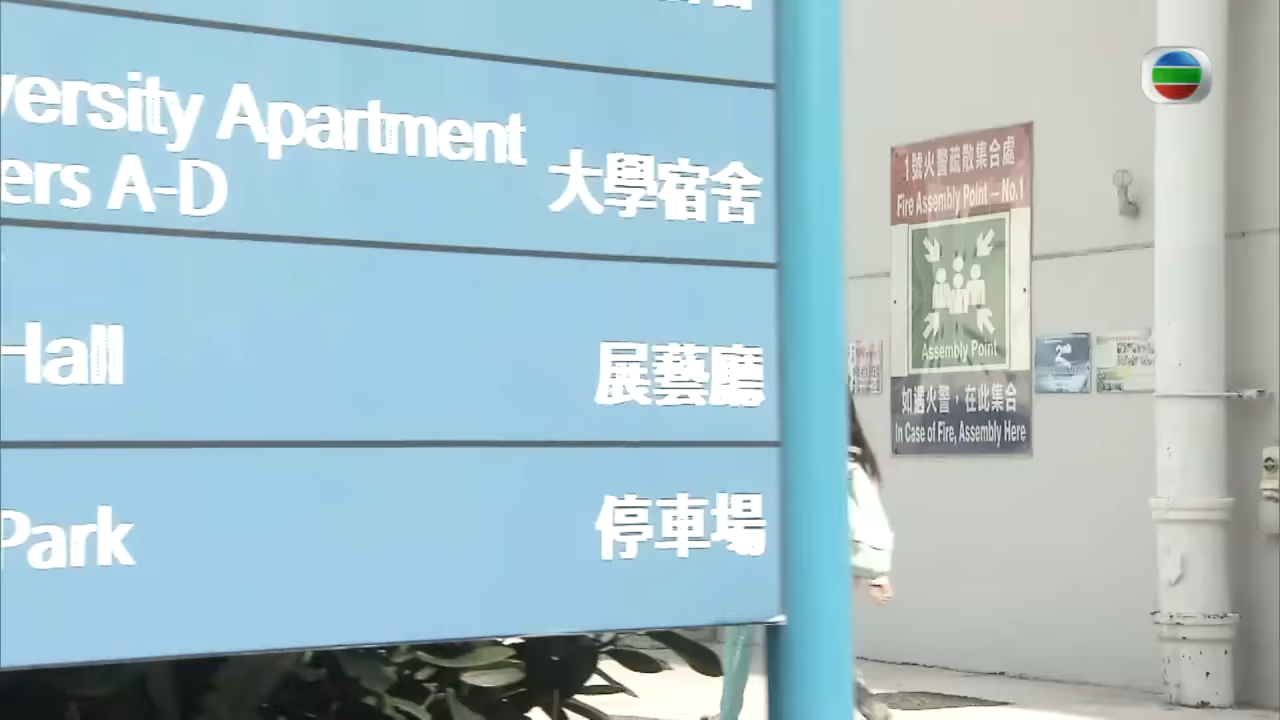 versity Apartment
ers A-D
大學宿舍
Hall
展藝廳
Park
停車場
1號火警疏散集合處
Fire Assembly Point – No.1
Assembly Point
如遇火警，在此集合
In Case of Fire, Assembly Here